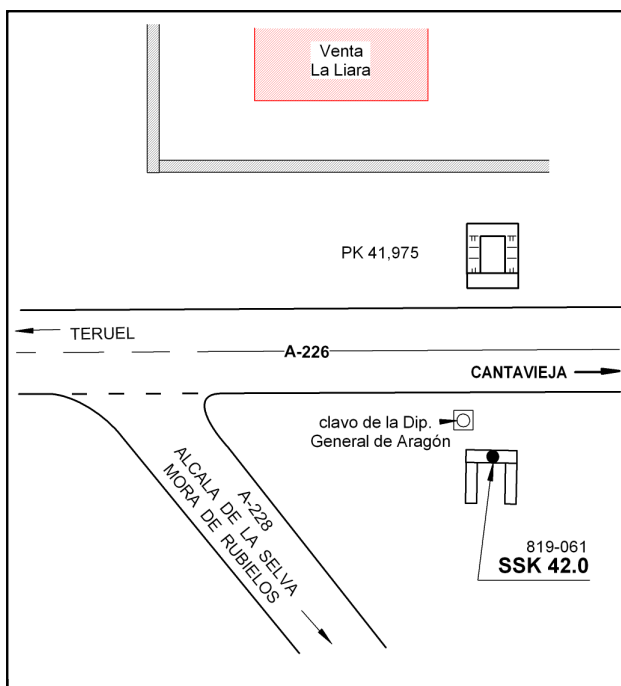 Venta
La Liara
PK 41,975
TERUEL
A-226
CANTAVIEJA
clavo de la Dip.
General de Aragón
A-228
ALCALA DE LA SELVA
MORA DE RUBIELOS
819-061
SSK 42.0